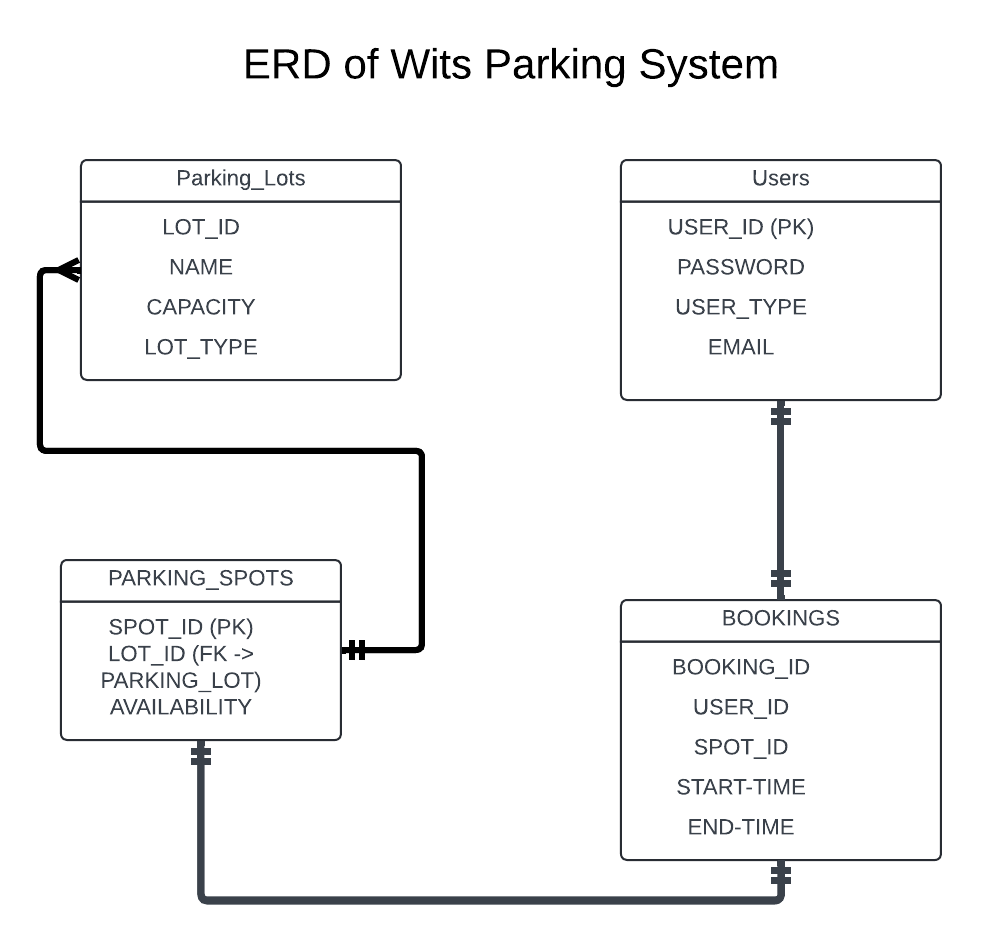 ERD of Wits Parking System
Parking_Lots
LOT_ID
NAME
CAPACITY
LOT_TYPE
Users
USER_ID (PK)
PASSWORD
USER_TYPE
EMAIL
PARKING_SPOTS
SPOT_ID (PK)
LOT_ID (FK ->
PARKING_LOT)
AVAILABILITY
BOOKINGS
BOOKING_ID
USER_ID
SPOT_ID
START-TIME
END-TIME